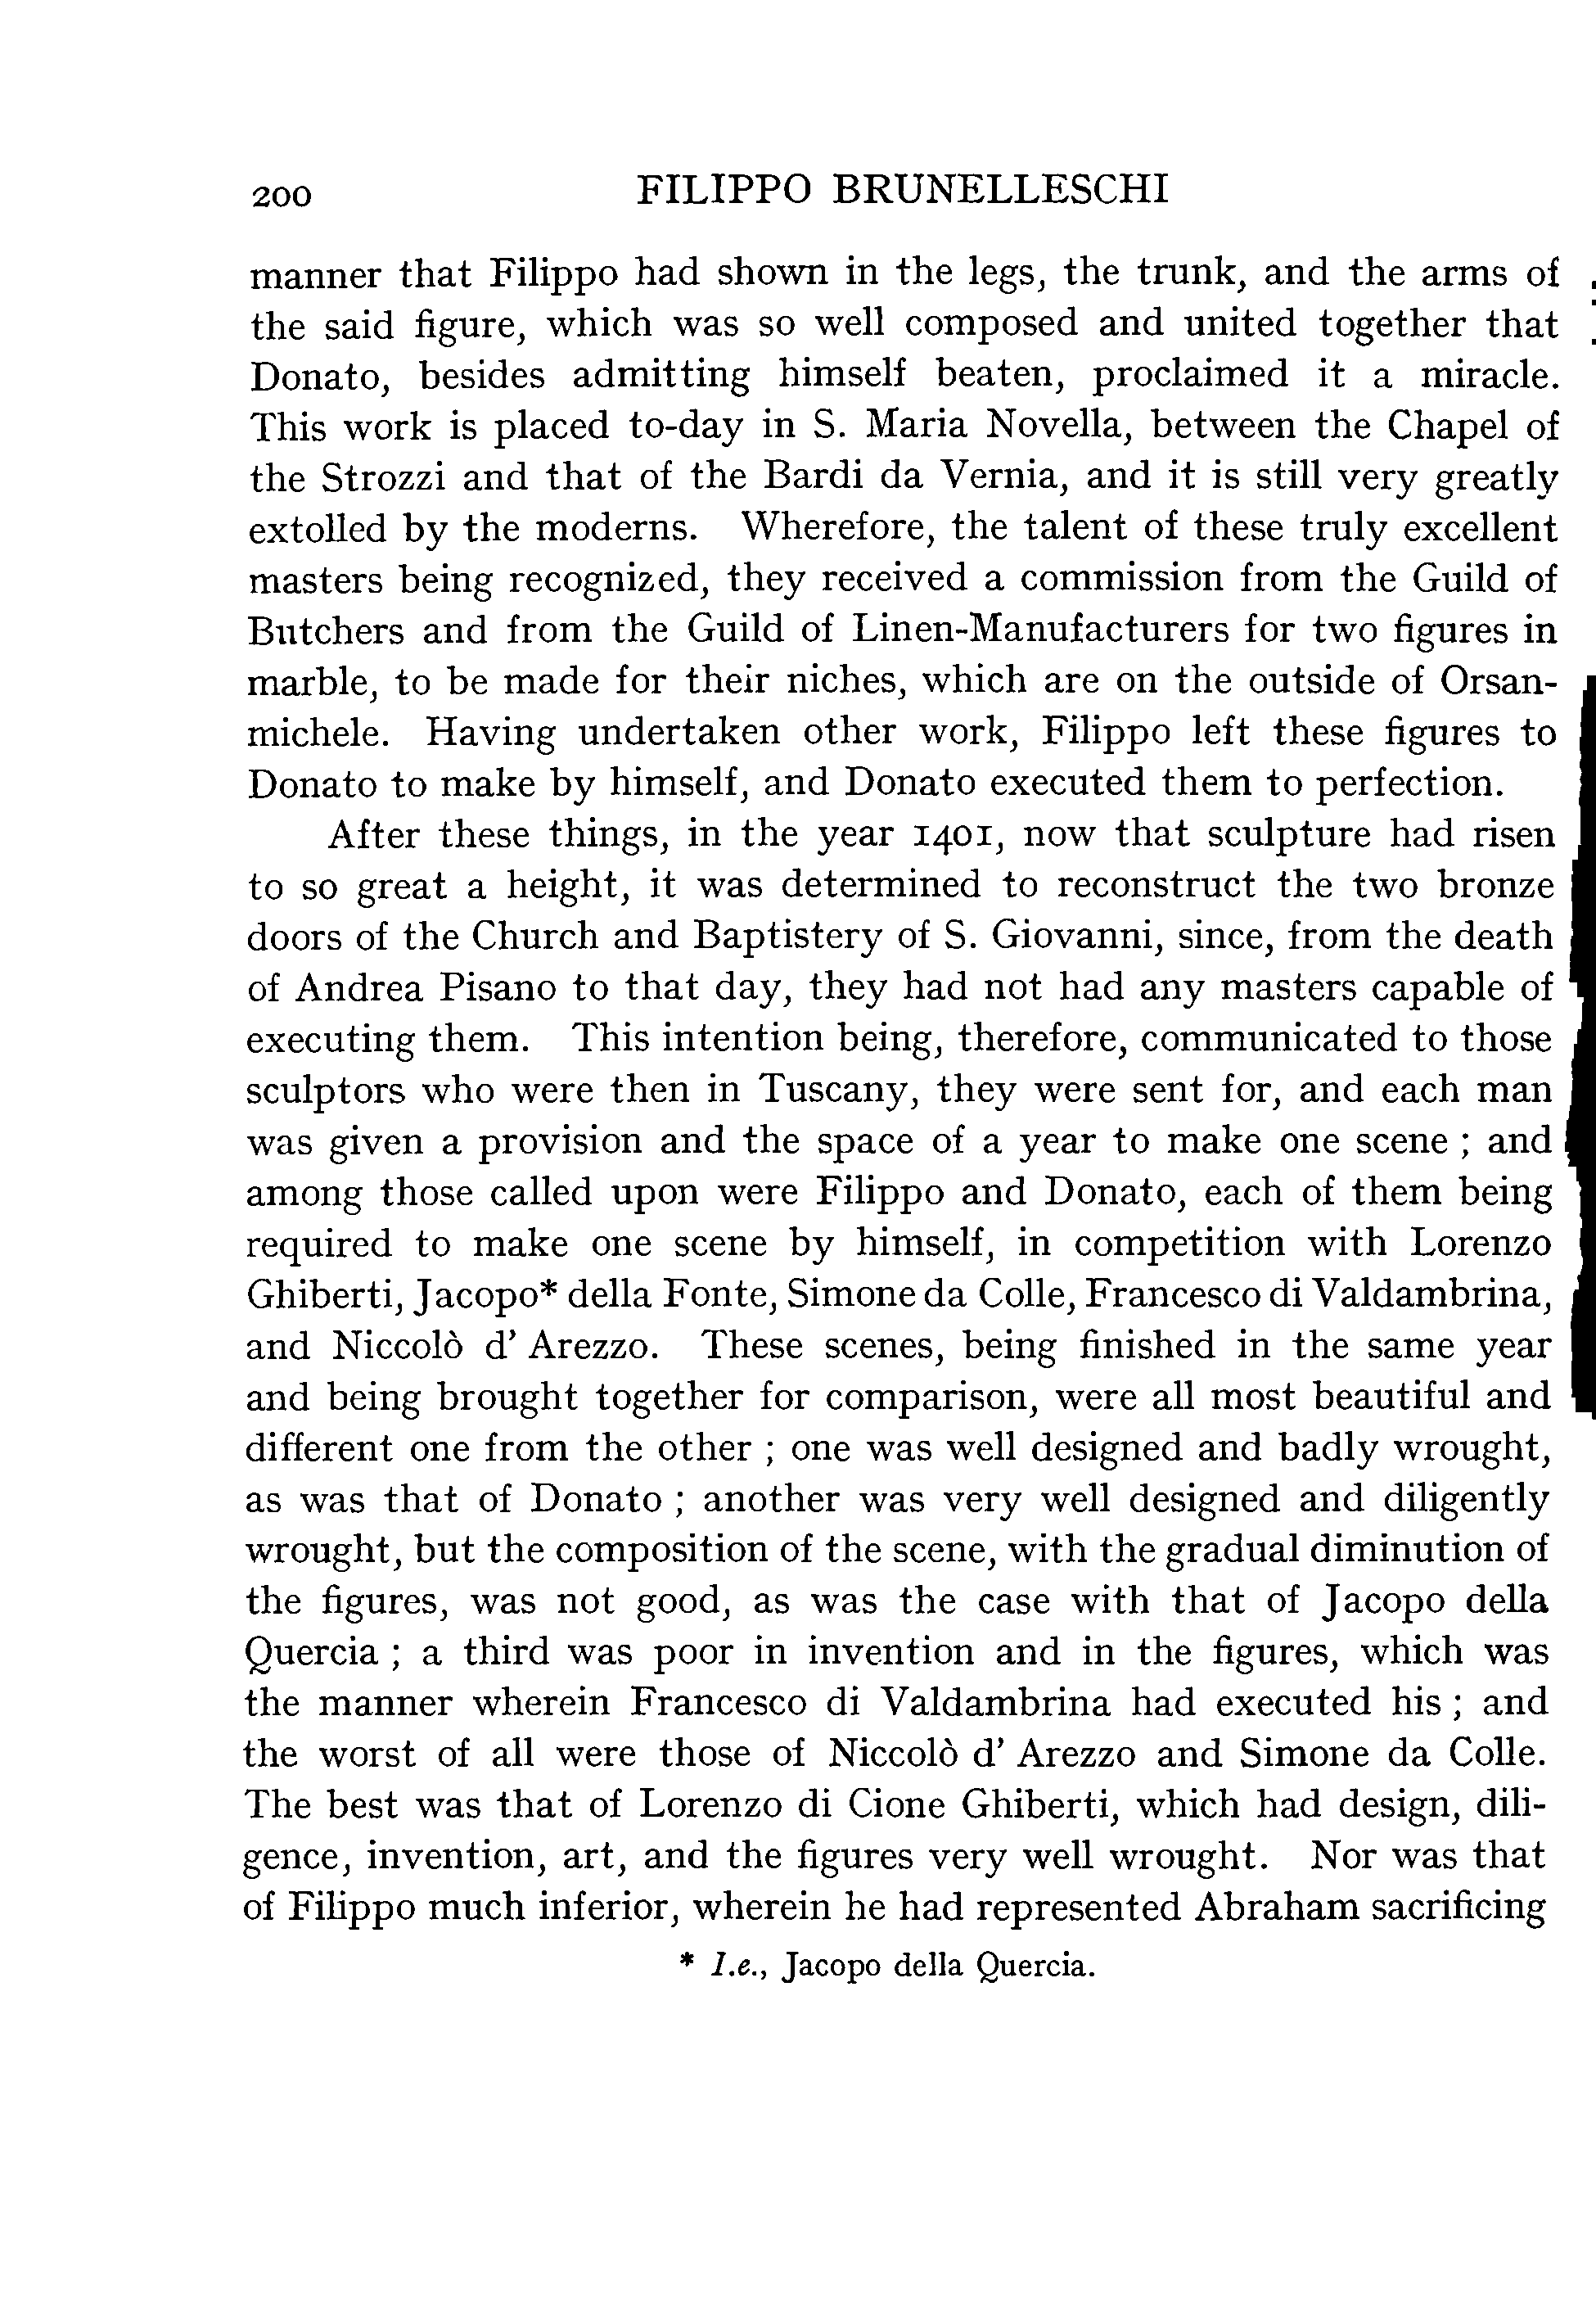 200 FILIPPO BRUNELLESCHI
manner that Filippo had shown in the legs, the trunk, and the arms of
the said figure, which was so well composed and united together that
Donato, besides admitting himself beaten, proclaimed it a miracle.
This work is placed to-day in S. Maria Novella, between the Chapel of
the Strozzi and that of the Bardi da Vernia, and it is still very greatly
extolled by the moderns. Wherefore, the talent of these truly excellent
masters being recognized, they received a commission from the Guild of
Butchers and from the Guild of Linen-Manufacturers for two figures in
marble, to be made for their niches, which are on the outside of Orsan-
michele. Having undertaken other work, Filippo left these figures to
Donato to make by himself, and Donato executed them to perfection.
After these things, in the year 1401, now that sculpture had risen
to so great a height, it was determined to reconstruct the two bronze
doors of the Church and Baptistery of S. Giovanni, since, from the death
of Andrea Pisano to that day, they had not had any masters capable of
executing them. This intention being, therefore, communicated to those
sculptors who were then in Tuscany, they were sent for, and each man
was given a provision and the space of a year to make one scene ; and
among those called upon were Filippo and Donato, each of them being
required to make one scene by himself, in competition with Lorenzo
Ghiberti, Jacopo* della Fonte, Simone da Colle, Francesco di Valdambrina,
and Niccolò d' Arezzo. These scenes, being finished in the same year
and being brought together for comparison, were all most beautiful and
different one from the other ; one was well designed and badly wrought,
as was that of Donato ; another was very well designed and diligently
wrought, but the composition of the scene, with the gradual diminution of
the figures, was not good, as was the case with that of Jacopo della
Quercia ; a third was poor in invention and in the figures, which was
the manner wherein Francesco di Valdambrina had executed his ; and
the worst of all were those of Niccolò d' Arezzo and Simone da Colle.
The best was that of Lorenzo di Cione Ghiberti, which had design, dili-
gence, invention, art, and the figures very well wrought. Nor was that
of Filippo much inferior, wherein he had represented Abraham sacrificing
* I.e., Jacopo della Quercia.